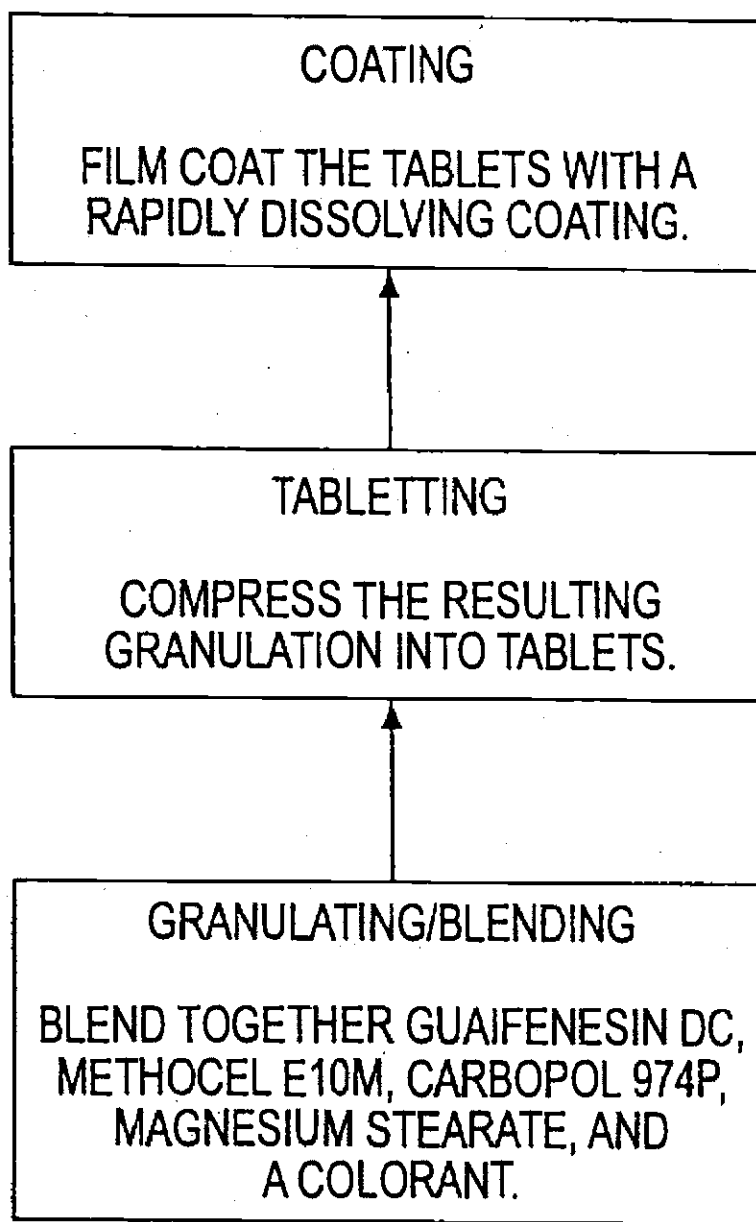 COATING
FILM COAT THE TABLETS WITH A
RAPIDLY DISSOLVING COATING.
TABLETTING
COMPRESS THE RESULTING
GRANULATION INTO TABLETS.
GRANULATING/BLENDING
BLEND TOGETHER GUAIFENESIN DC,
METHOCEL E10M, CARBOPOL 974P,
MAGNESIUM STEARATE, AND
A COLORANT.